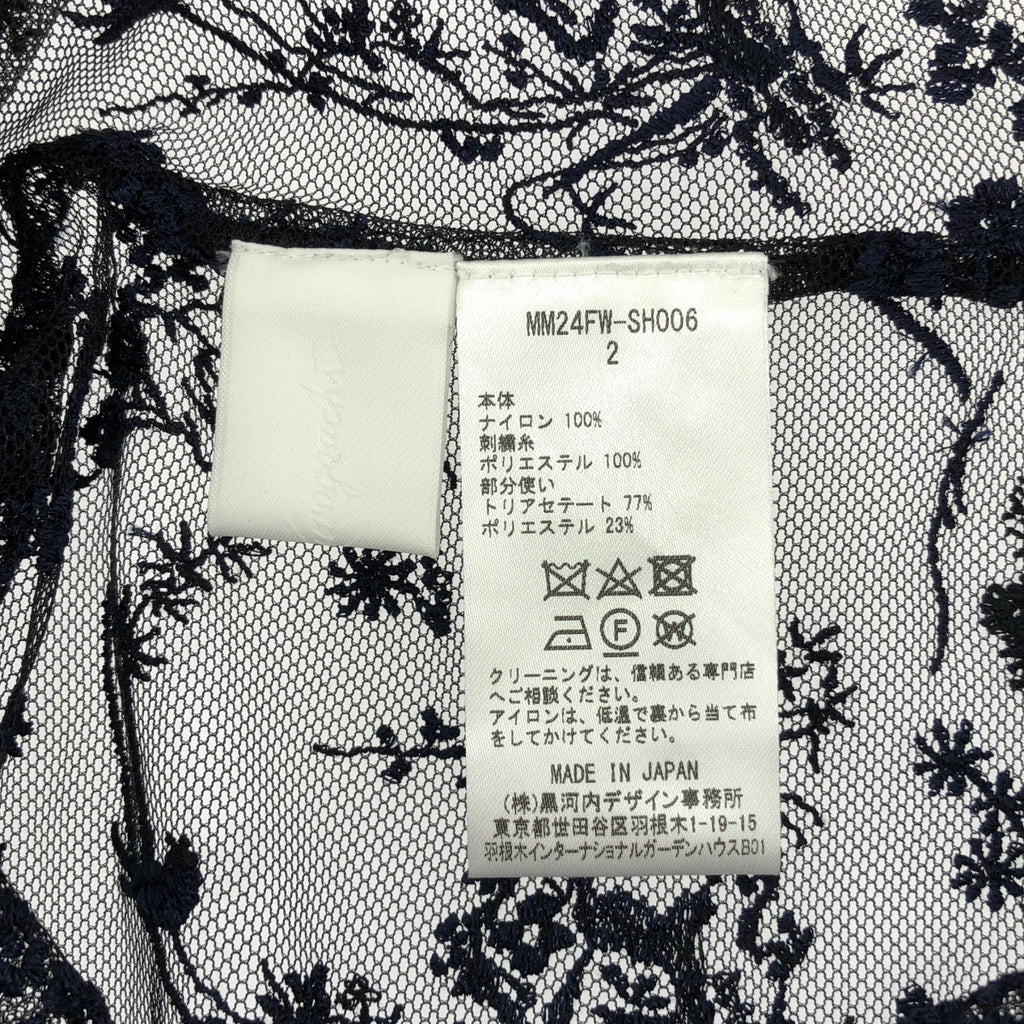 MM24FW-SH006
2
本体
ナイロン 100%
刺繍糸
ポリエステル 100%
部分使い
トリアセテート 77%
ポリエステル 23%
F
W
クリーニングは、信頼ある専門店
へご相談ください。
アイロンは、低温で裏から当て布
をしてかけてください。
MADE IN JAPAN
(株)黒河内デザイン事務所
東京都世田谷区羽根木1-19-15
羽根木インターナショナルガーデンハウスB01